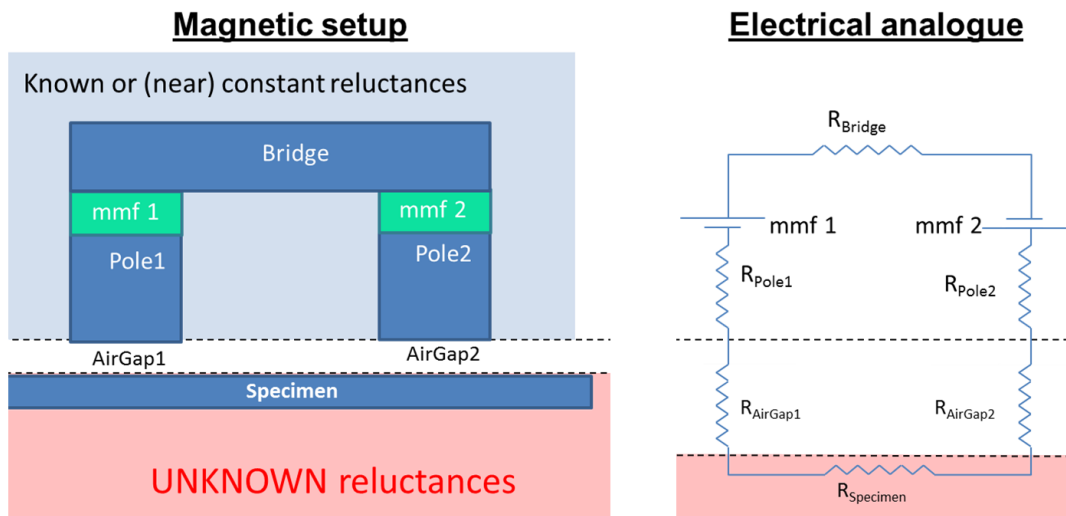 Magnetic setup
Known or (near) constant reluctances
Bridge
mmf 1
mmf 2
Pole1
Pole2
AirGap1
AirGap2
Specimen
UNKNOWN reluctances
Electrical analogue
RBridge
mmf 1
mmf 2
RPole1
RPole2
RAirGap1
RAirGap2
RSpecimen